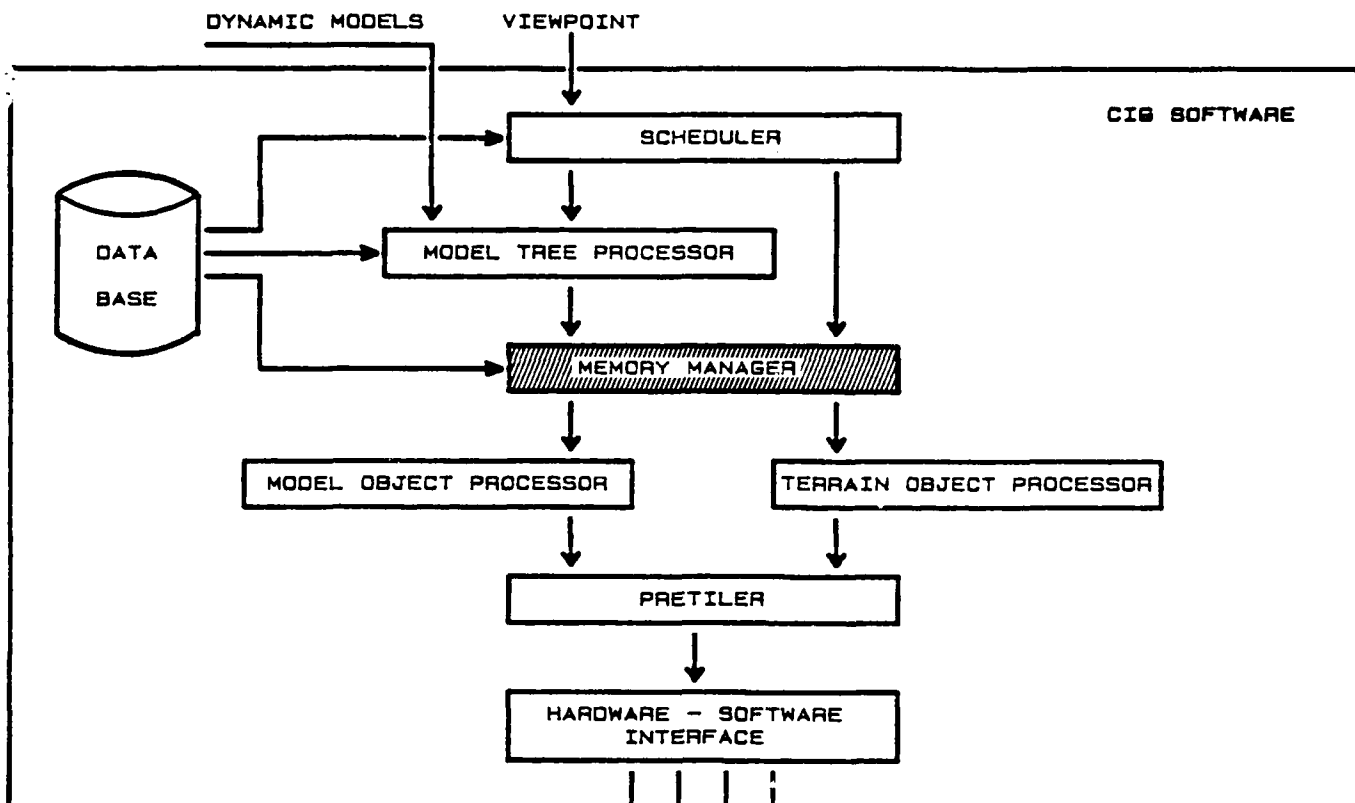 DYNAMIC MODELS
VIEWPOINT
CIG SOFTWARE
SCHEDULER
DATA
BASE
MODEL TREE PROCESSOR
MEMORY MANAGER
MODEL OBJECT PROCESSOR
TERRAIN OBJECT PROCESSOR
PRETILER
HARDWARE - SOFTWARE
INTERFACE